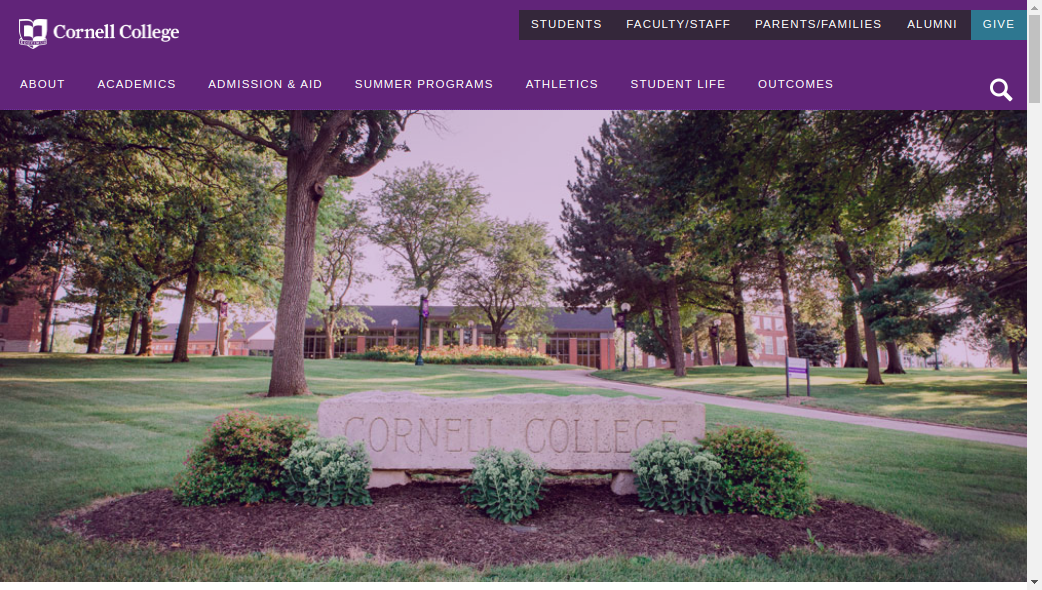 STUDENTS FACULTY/STAFF PARENTS/FAMILIES ALUMNI GIVE
Cornell College
ABOUT ACADEMICS ADMISSION & AID SUMMER PROGRAMS ATHLETICS STUDENT LIFE OUTCOMES
CORNELL COLLEGE